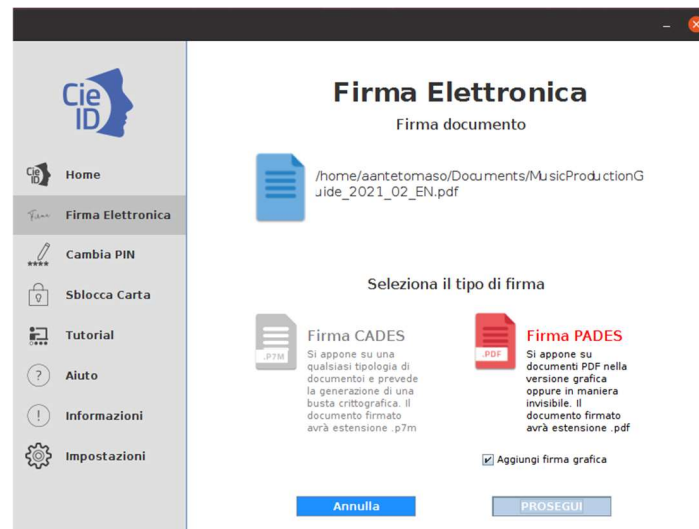 Cie
ID
Home
Firma Elettronica
Cambia PIN
Sblocca Carta
Tutorial
Aiuto
Informazioni
Impostazioni
Firma Elettronica
Firma documento
/home/aantetomaso/Documents/MusicProductionG
uide_2021_02_EN.pdf
Seleziona il tipo di firma
.P7M
Firma CADES
Si appone su una
qualsiasi tipologia di
documentoi e prevede
la generazione di una
busta crittografica. Il
documento firmato
avrà estensione .p7m
.PDF
Firma PADES
Si appone su
documenti PDF nella
versione grafica
oppure in maniera
invisibile. Il
documento firmato
avrà estensione .pdf
Aggiungi firma grafica
Annulla
PROSEGUI